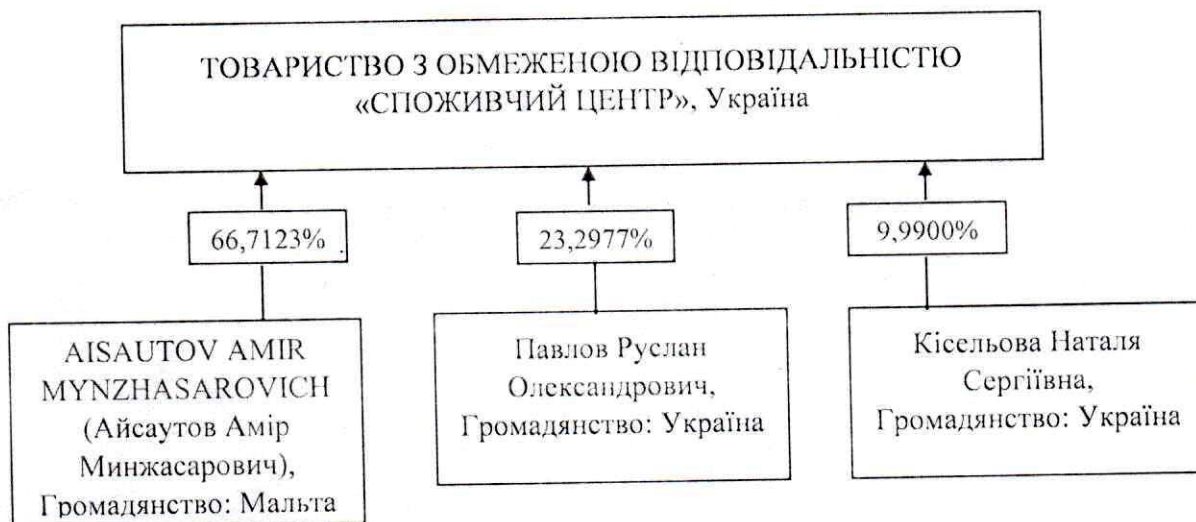 ТОВАРИСТВО З ОБМЕЖЕНОЮ ВІДПОВІДАЛЬНІСТЮ
«СПОЖИВЧИЙ ЦЕНТР», Україна
66,7123%
23,2977%
9,9900%
AISAUTOV AMIR
MYNZHASAROVICH
(Айсаутов Амір
Минжасарович),
Громадянство: Мальта
Павлов Руслан
Олександрович,
Громадянство: Україна
Кісельова Наталя
Сергіївна,
Громадянство: Україна